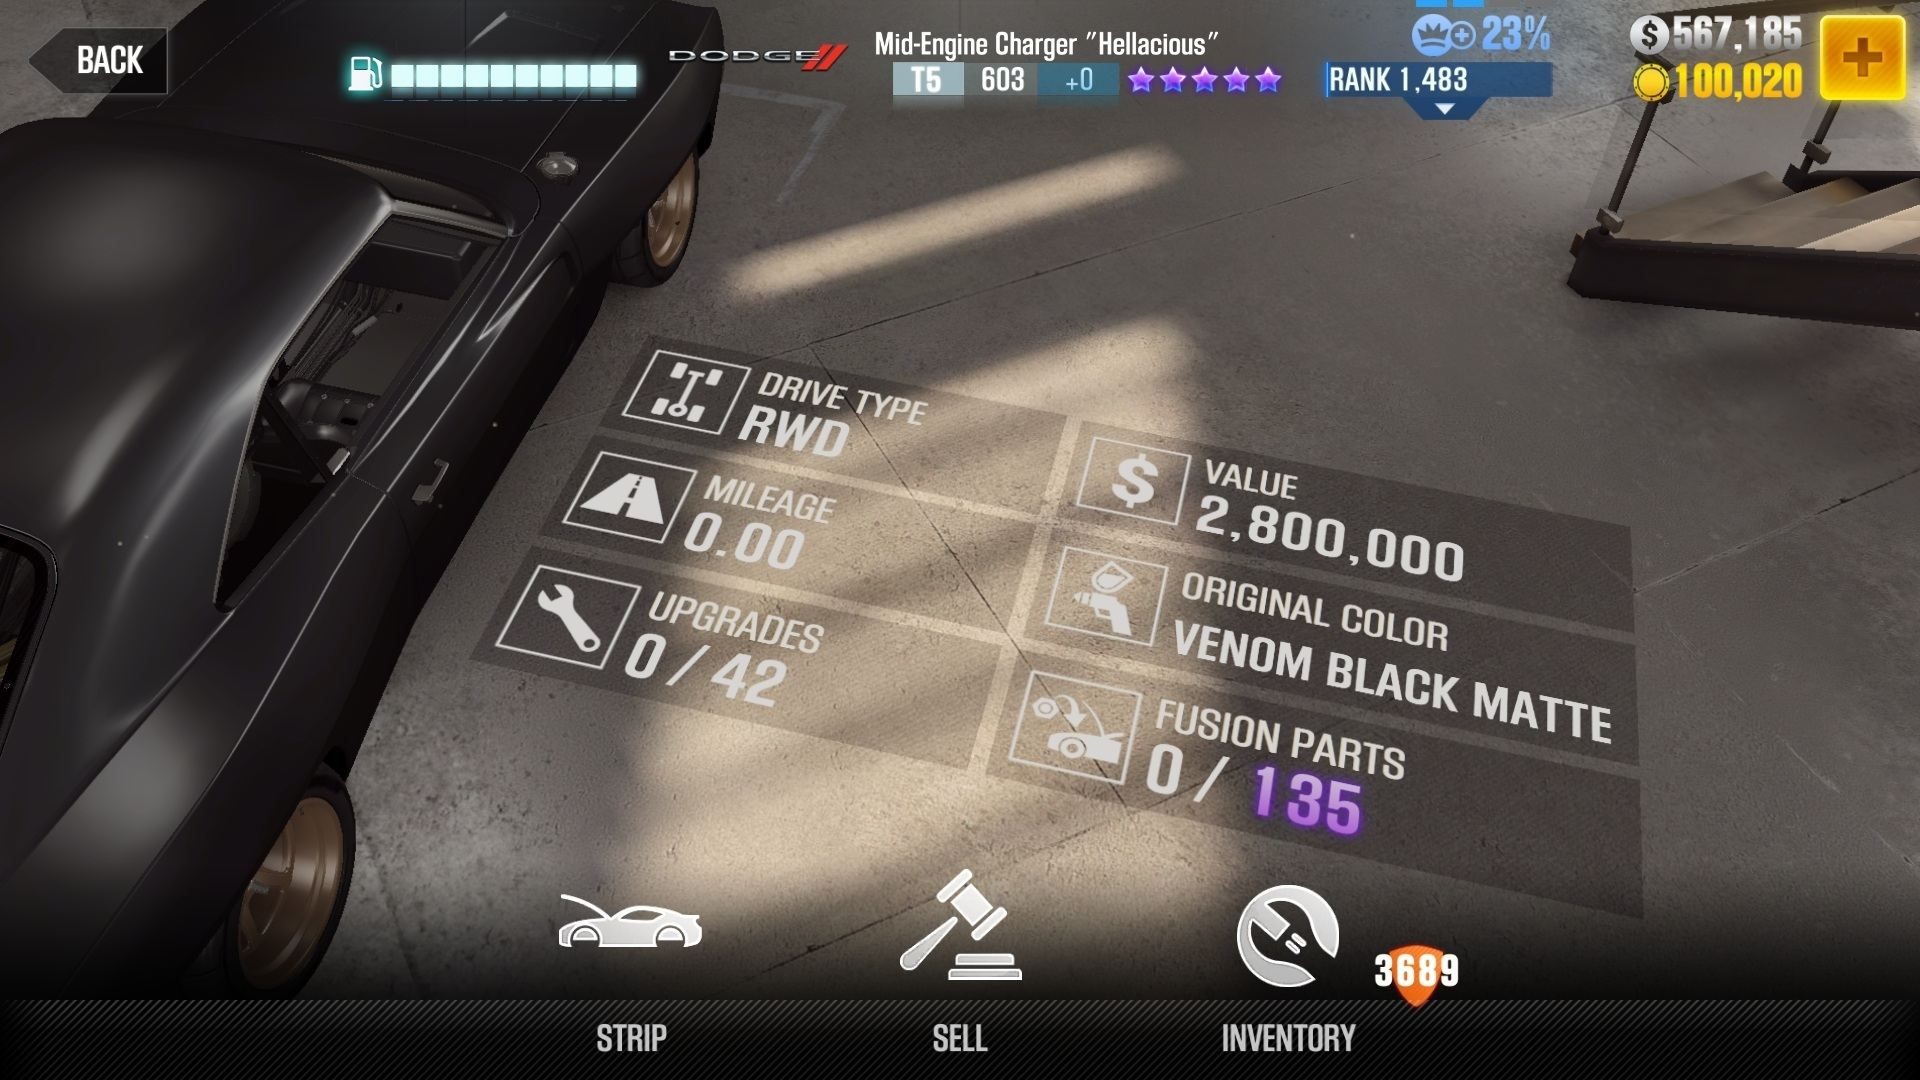 BACK
DODGE
Mid-Engine Charger "Hellacious"
T5 603 +0
23%
RANK 1,483
$ 567,185
100,020
DRIVE TYPE
RWD
MILEAGE
0.00
UPGRADES
0 / 42
$ VALUE
2,800,000
ORIGINAL COLOR
VENOM BLACK MATTE
FUSION PARTS
0 / 135
3689
STRIP
SELL
INVENTORY